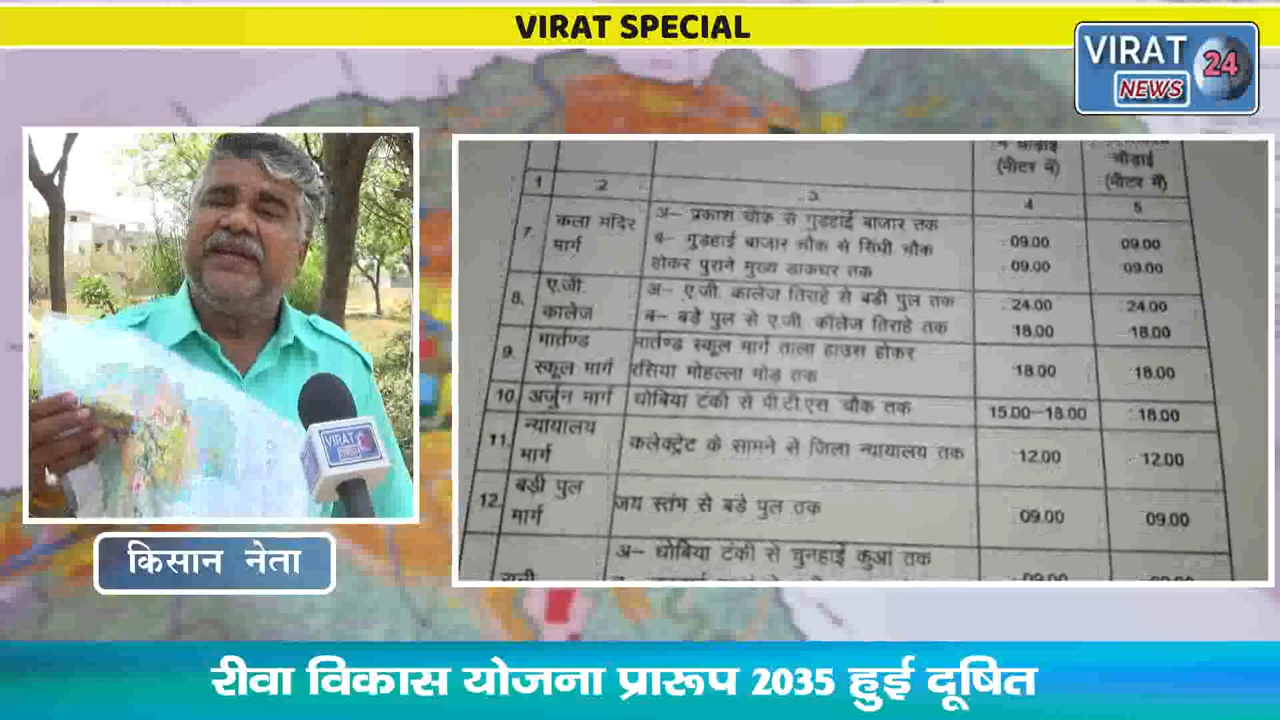 VIRAT SPECIAL
VIRAT 24
NEWS
चौड़ाई
(मीटर में)
(मीटर में)
1 2 3 4 5
7. कला मंदिर मार्ग
अ– प्रकाश चौक से गुडहाई बाजार तक 09.00 09.00
ब– गुडहाई बाजार चौक से सिंधी चौक
होकर पुराने मुख्य डाकघर तक 09.00 09.00
8. ए.जी. कालेज
अ– ए.जी. कालेज तिराहे से बडी पुल तक 24.00 24.00
ब– बडे पुल से ए.जी. कॉलेज तिराहे तक 18.00 18.00
9. मार्तण्ड स्कूल मार्ग
मार्तण्ड स्कूल मार्ग ताला हाउस होकर
रसिया मोहल्ला मोड़ तक 18.00 18.00
10. अर्जुन मार्ग धोबिया टंकी से पी.टी.एस चौक तक 15.00–18.00 18.00
11. न्यायालय मार्ग
कलेक्ट्रेट के सामने से जिला न्यायालय तक 12.00 12.00
12. बड़ी पुल मार्ग
जय स्तंभ से बडे पुल तक 09.00 09.00
अ– धोबिया टंकी से चुनहाई कुआं तक
VIRAT
NEWS
किसान नेता
रीवा विकास योजना प्रारूप 2035 हुई दूषित